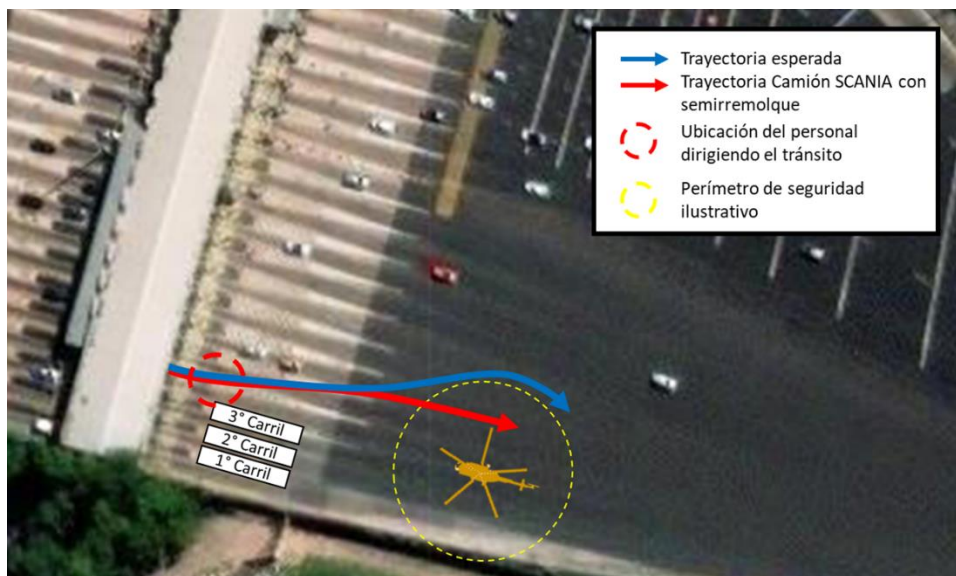 Trayectoria esperada
Trayectoria Camión SCANIA con
semirremolque
Ubicación del personal
dirigiendo el tránsito
Perímetro de seguridad
ilustrativo
3° Carril
2° Carril
1° Carril